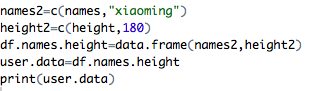 names2=c(names,"xiaoming")
height2=c(height,180)
df.names.height=data.frame(names2,height2)
user.data=df.names.height
print(user.data)